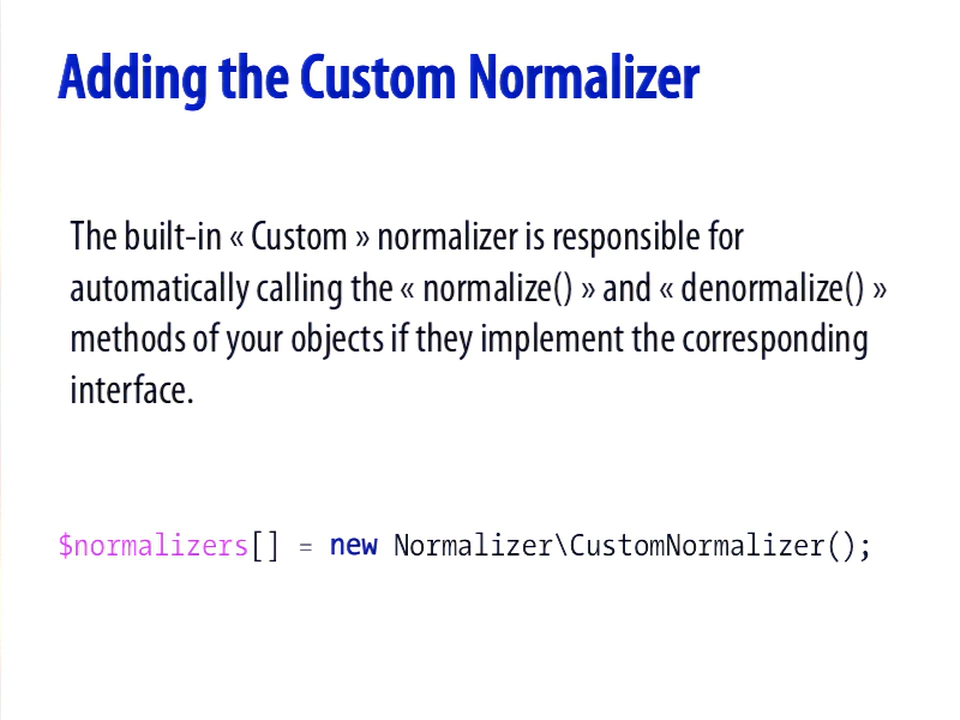 Adding the Custom Normalizer
The built-in « Custom » normalizer is responsible for
automatically calling the « normalize() » and « denormalize() »
methods of your objects if they implement the corresponding
interface.
$normalizers[] = new Normalizer\CustomNormalizer();